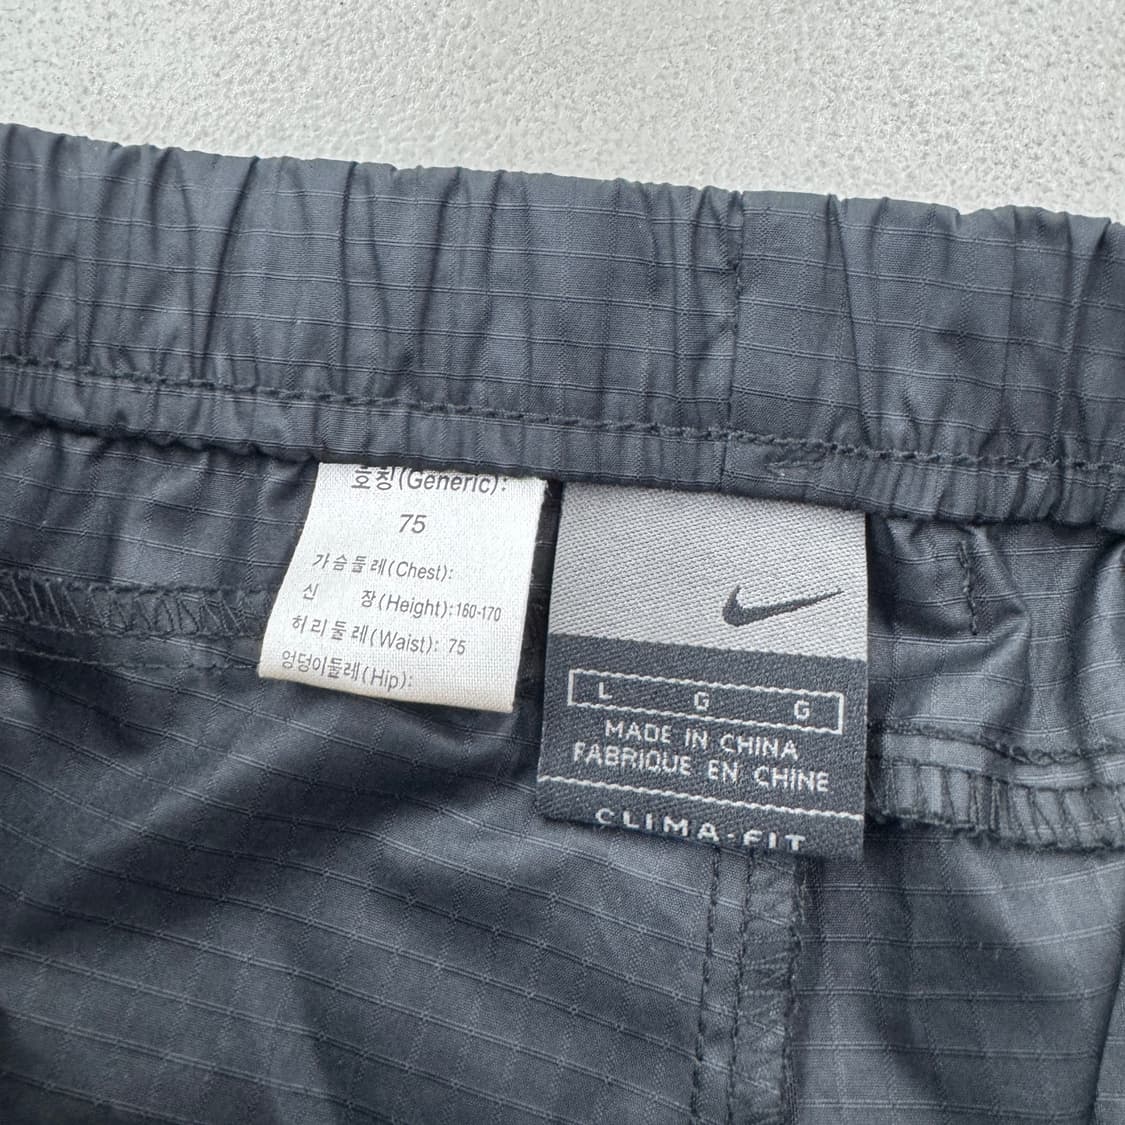 호칭(Generic):
75
가슴둘레(Chest):
신 장(Height):160-170
허리둘레(Waist): 75
엉덩이둘레(Hip):
L G G
MADE IN CHINA
FABRIQUE EN CHINE
CLIMA-FIT